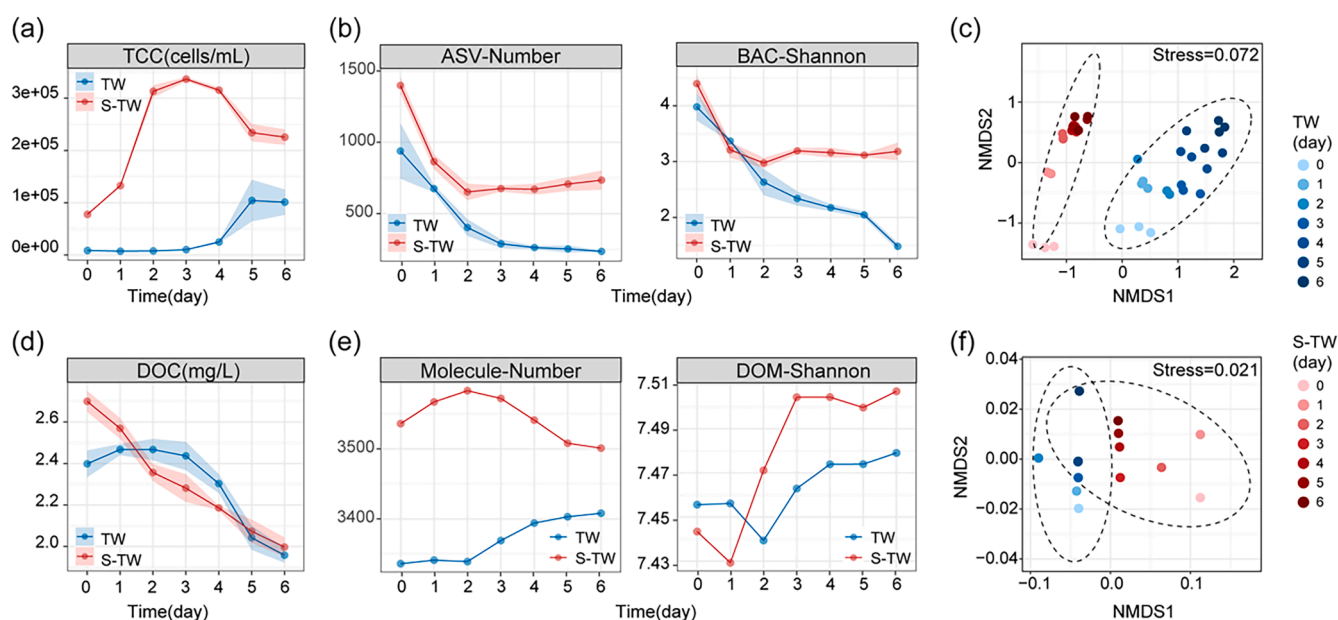 (a)
TCC(cells/mL)
3e+05
2e+05
1e+05
0e+00
TW
S-TW
0 1 2 3 4 5 6
Time(day)
(b)
ASV-Number
1500
1000
500
TW
S-TW
0 1 2 3 4 5 6
BAC-Shannon
4
3
2
TW
S-TW
0 1 2 3 4 5 6
Time(day)
(c)
Stress=0.072
NMDS2
1
0
−1
−1 0 1 2
NMDS1
TW
(day)
0
1
2
3
4
5
6
(d)
DOC(mg/L)
2.6
2.4
2.2
2.0
TW
S-TW
0 1 2 3 4 5 6
Time(day)
(e)
Molecule-Number
3500
3400
TW
S-TW
0 1 2 3 4 5 6
DOM-Shannon
7.51
7.49
7.47
7.45
7.43
TW
S-TW
0 1 2 3 4 5 6
Time(day)
(f)
Stress=0.021
NMDS2
0.04
0.02
0.00
−0.02
−0.04
−0.1 0.0 0.1
NMDS1
S-TW
(day)
0
1
2
3
4
5
6